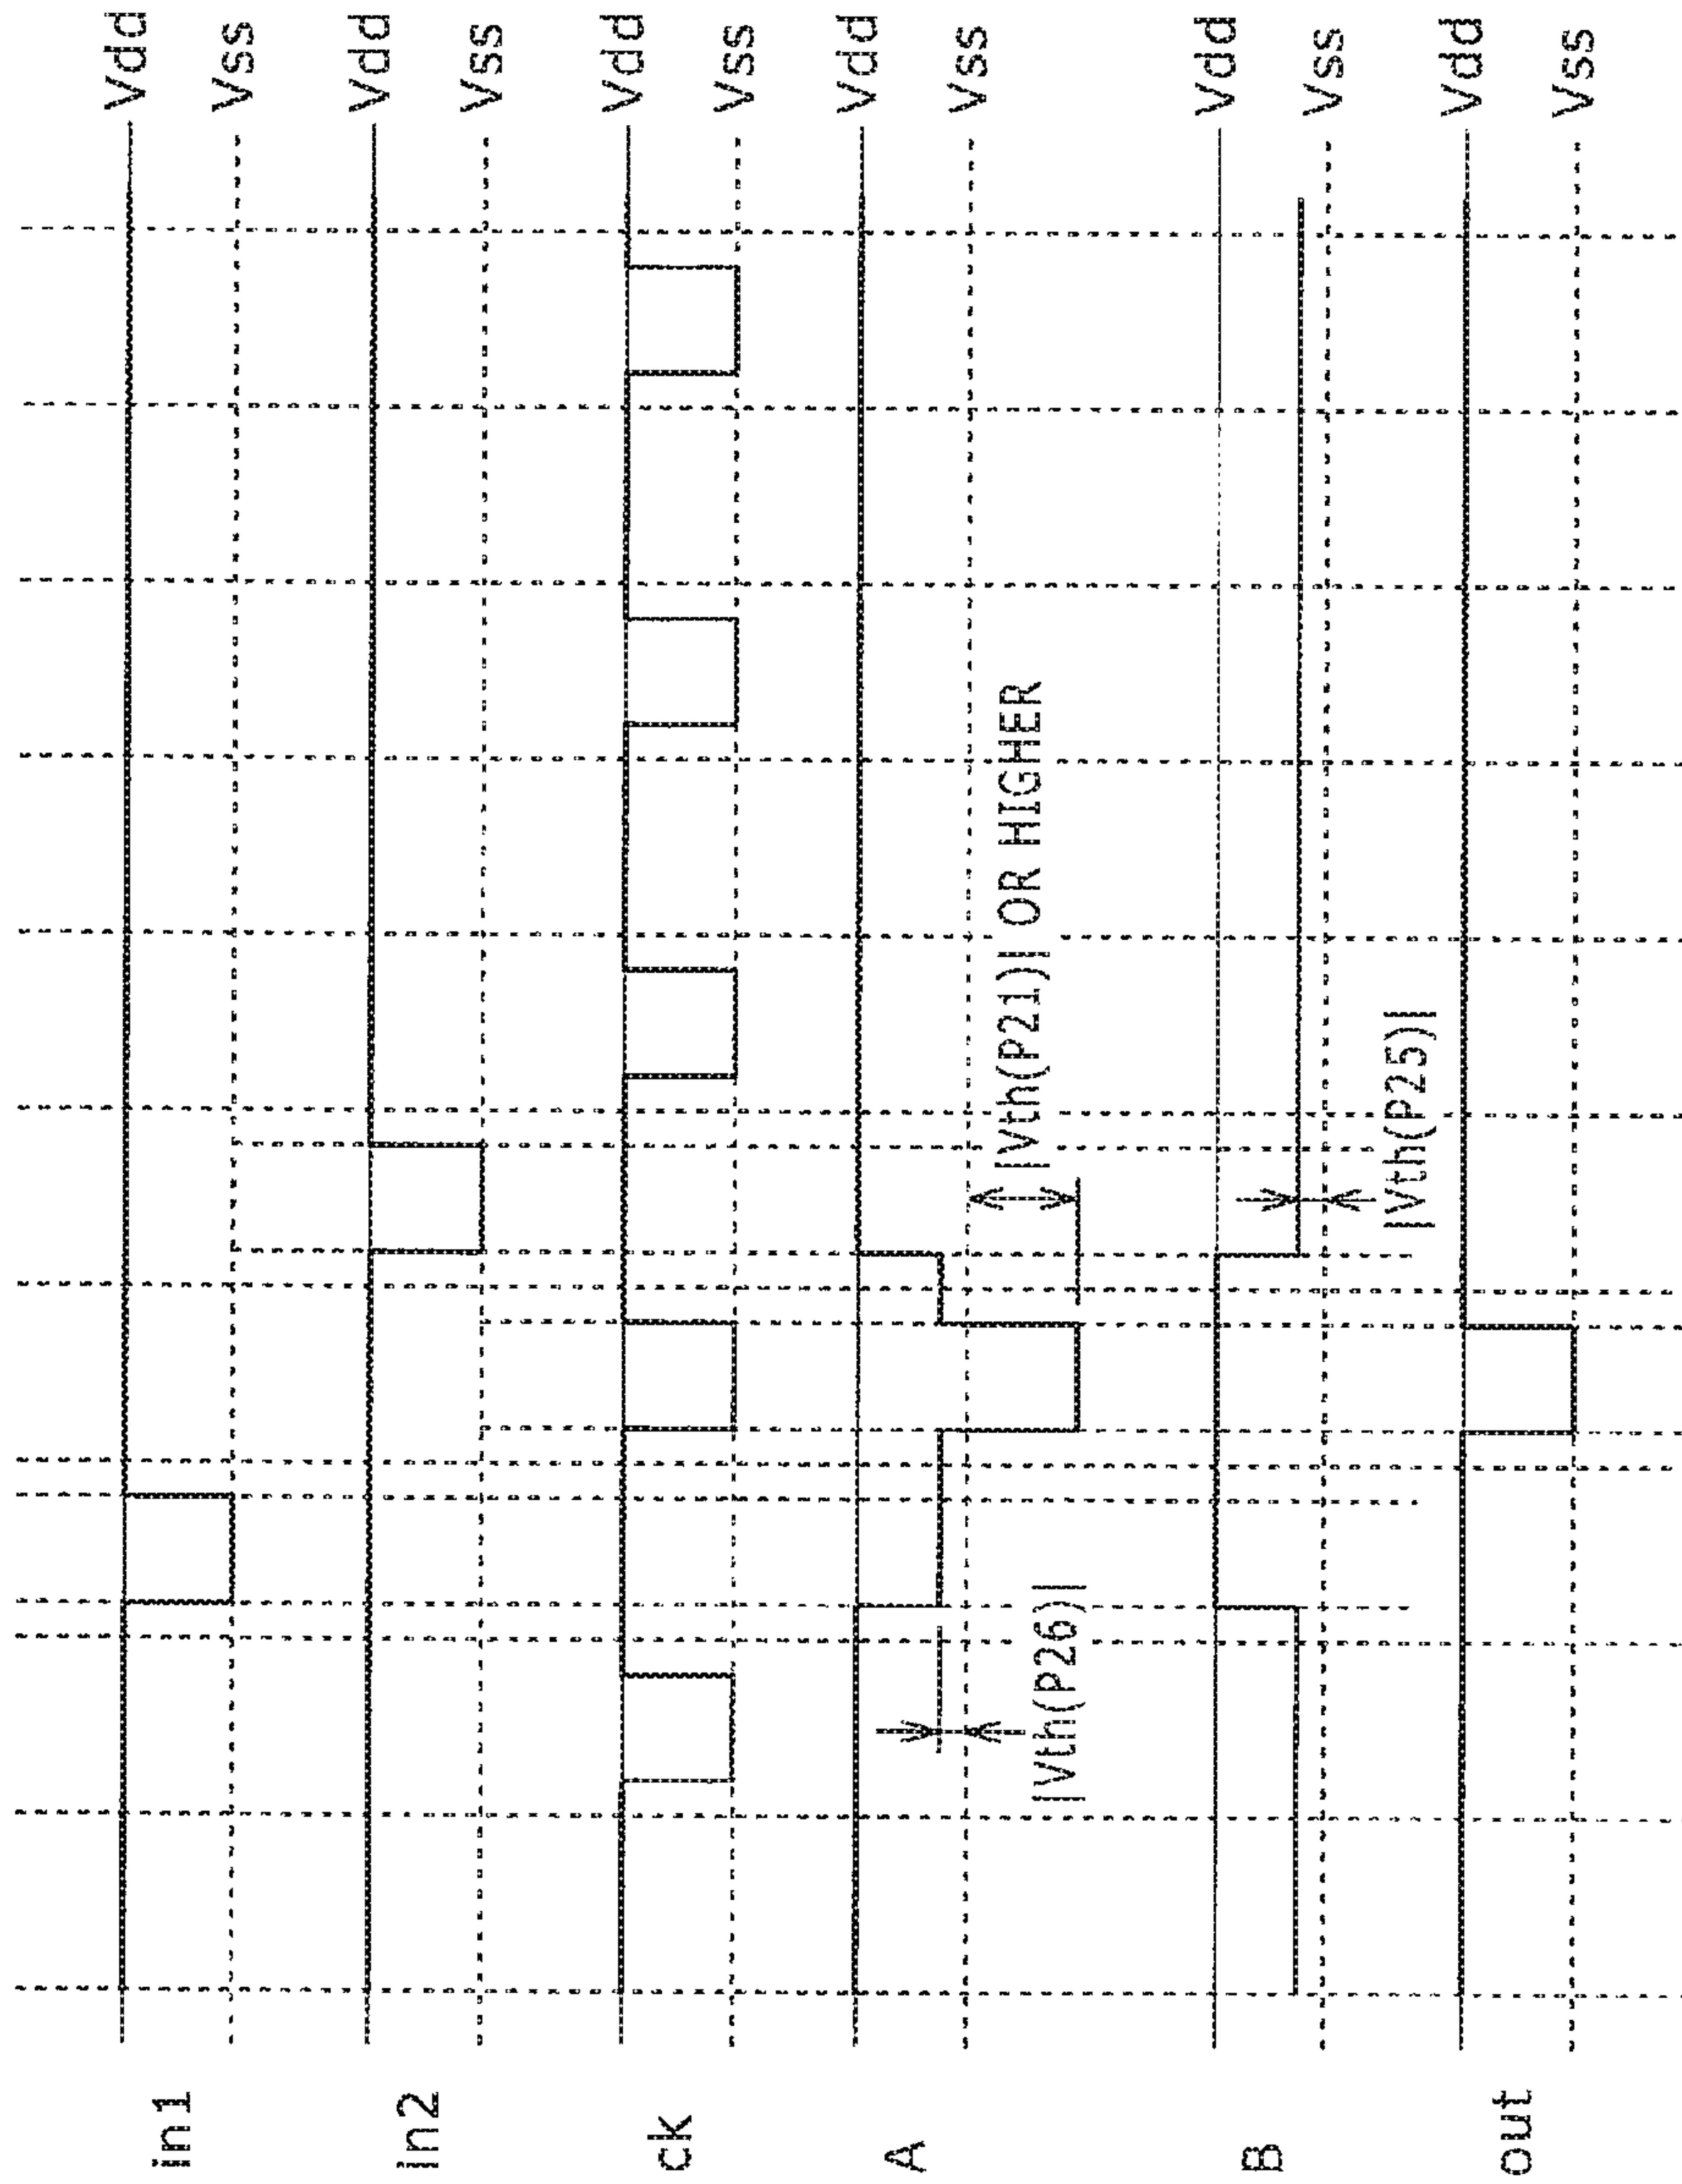 in1
Vdd
Vss
in2
Vdd
Vss
ck
Vdd
Vss
A
Vdd
Vss
|Vth(P26)|
|Vth(P21)| OR HIGHER
B
Vdd
Vss
|Vth(P25)|
out
Vdd
Vss